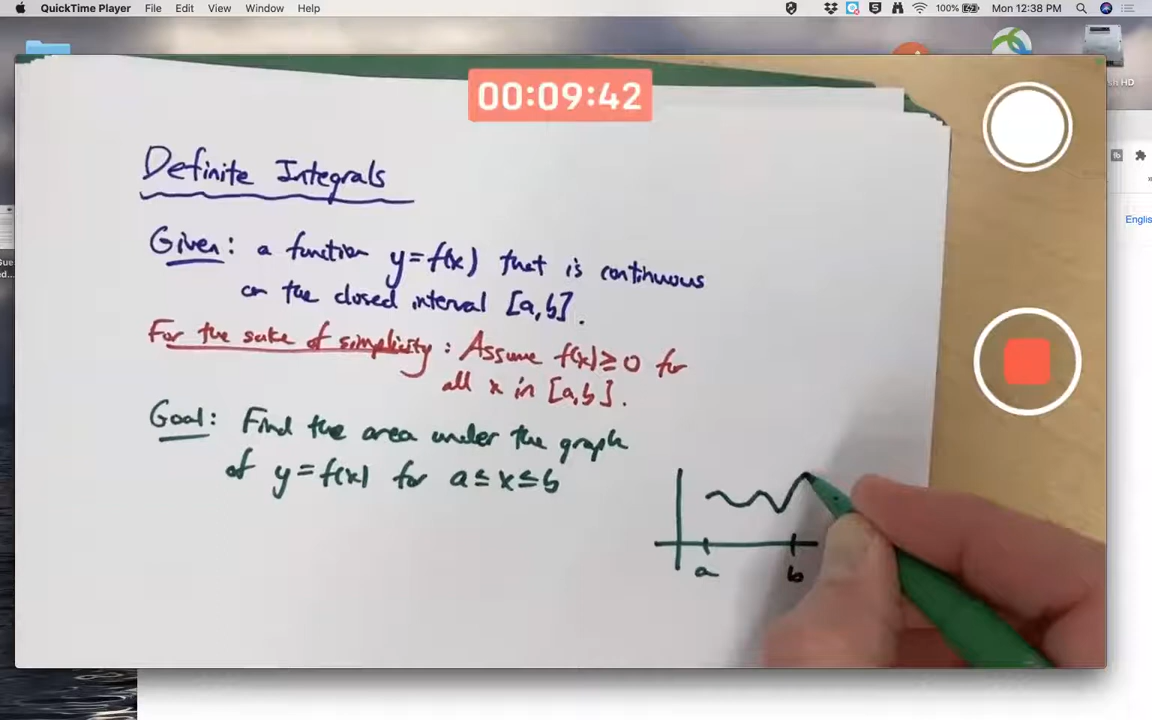 QuickTime Player File Edit View Window Help
100% Mon 12:38 PM
00:09:42
Definite Integrals
Given: a function y=f(x) that is continuous
on the closed interval [a,b].
For the sake of simplicity: Assume f(x)≥0 for
all x in [a,b].
Goal: Find the area under the graph
of y=f(x) for a≤x≤b
a b
HD
Englis